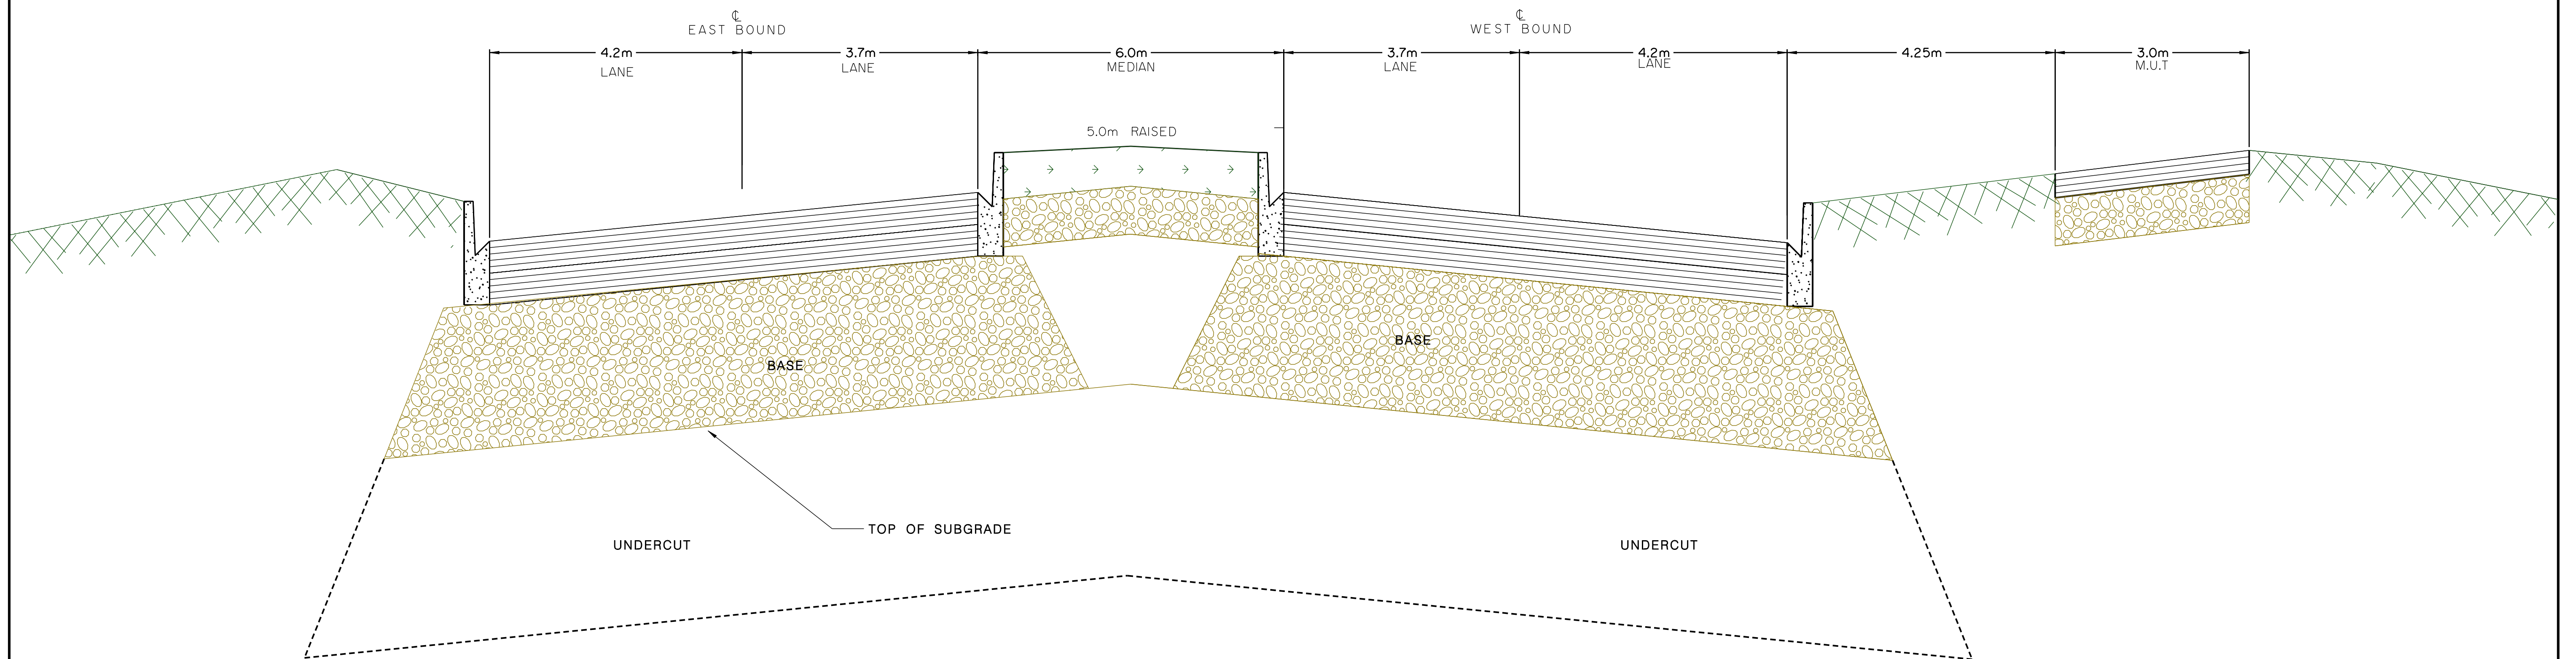 ℄
EAST BOUND
℄
WEST BOUND
4.2m
LANE
3.7m
LANE
6.0m
MEDIAN
3.7m
LANE
4.2m
LANE
4.25m
3.0m
M.U.T
5.0m RAISED
BASE
BASE
TOP OF SUBGRADE
UNDERCUT
UNDERCUT